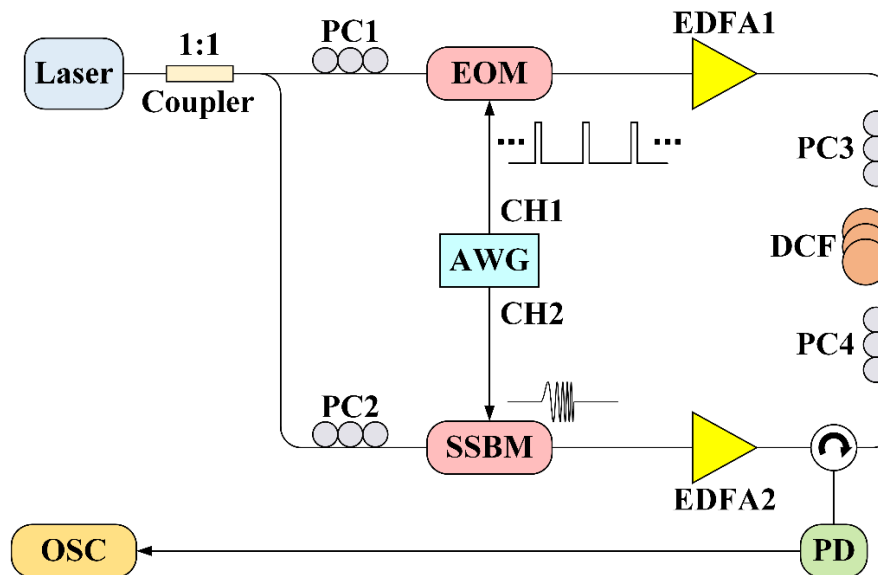 EDFA1
PC1
1:1
Laser
EOM
Coupler
PC3
CH1
DCF
AWG
CH2
PC4
PC2
SSBM
EDFA2
OSC
PD